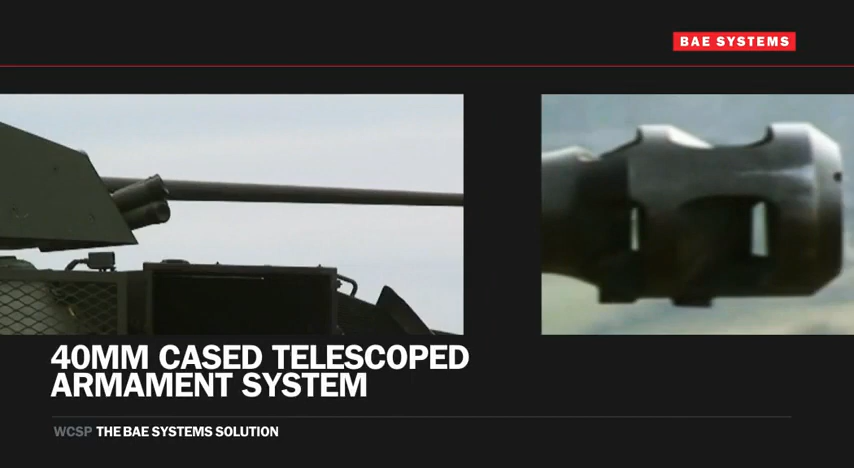 BAE SYSTEMS
40MM CASED TELESCOPED
ARMAMENT SYSTEM
WCSP THE BAE SYSTEMS SOLUTION